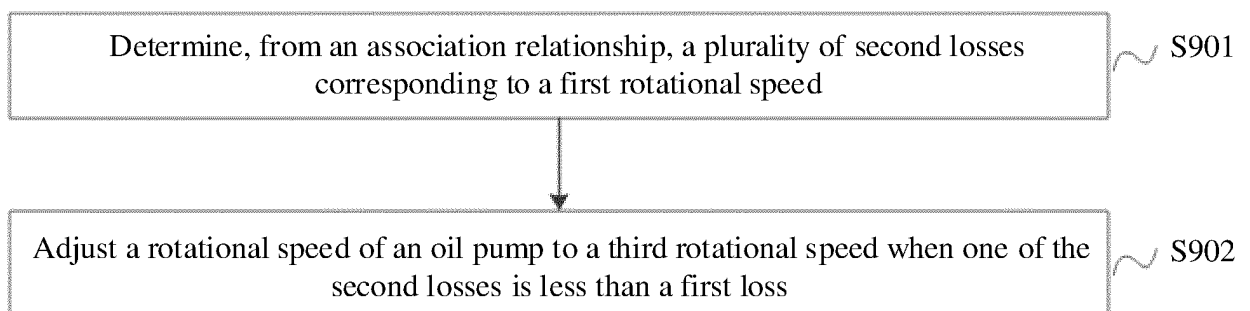 Determine, from an association relationship, a plurality of second losses
corresponding to a first rotational speed
S901
Adjust a rotational speed of an oil pump to a third rotational speed when one of the
second losses is less than a first loss
S902